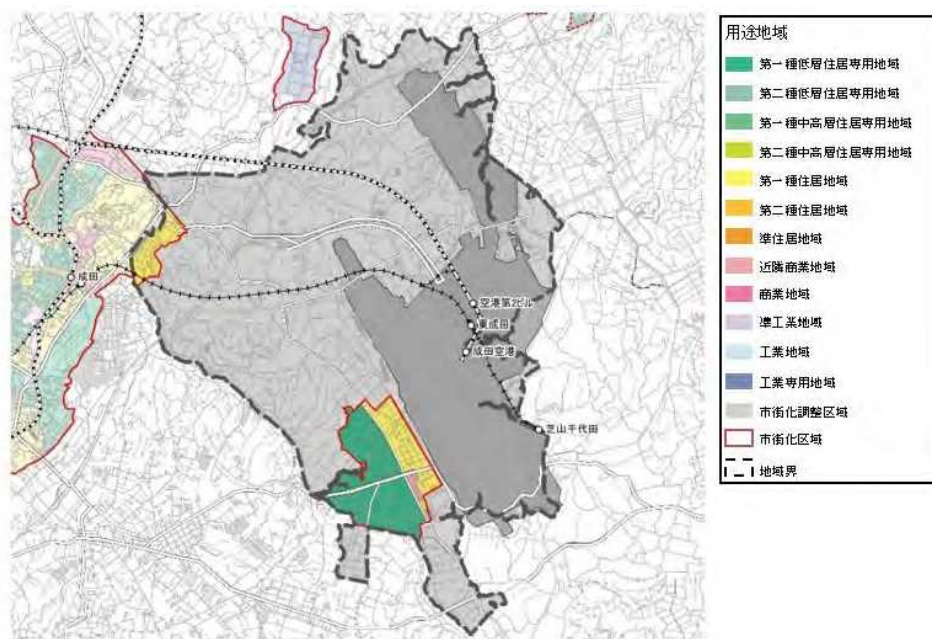 用途地域
第一種低層住居専用地域
第二種低層住居専用地域
第一種中高層住居専用地域
第二種中高層住居専用地域
第一種住居地域
第二種住居地域
準住居地域
近隣商業地域
商業地域
準工業地域
工業地域
工業専用地域
市街化調整区域
市街化区域
地域界
成田
空港第2ビル
東成田
成田空港
芝山千代田